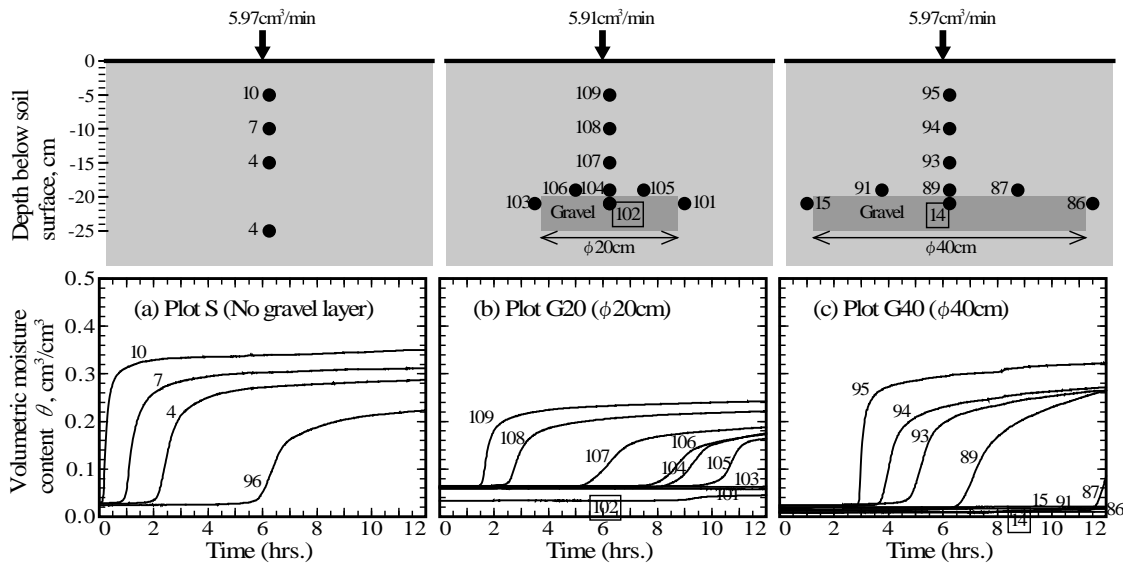 5.97cm³/min 5.91cm³/min 5.97cm³/min
Depth below soil surface, cm
0
-5
-10
-15
-20
-25
10
7
4
4
109
108
107
106 104 105
103 101
Gravel 102
ϕ20cm
95
94
93
91 89 87
15 86
Gravel 14
ϕ40cm
Volumetric moisture content θ, cm³/cm³
0.5
0.4
0.3
0.2
0.1
0.0
(a) Plot S (No gravel layer)
10
7
4
96
0 2 4 6 8 10 12
Time (hrs.)
(b) Plot G20 (ϕ20cm)
109
108
107
106
104
105
103
101
102
0 2 4 6 8 10
Time (hrs.)
(c) Plot G40 (ϕ40cm)
95
94
93
89
15 91
87
86
14
0 2 4 6 8 10 12
Time (hrs.)